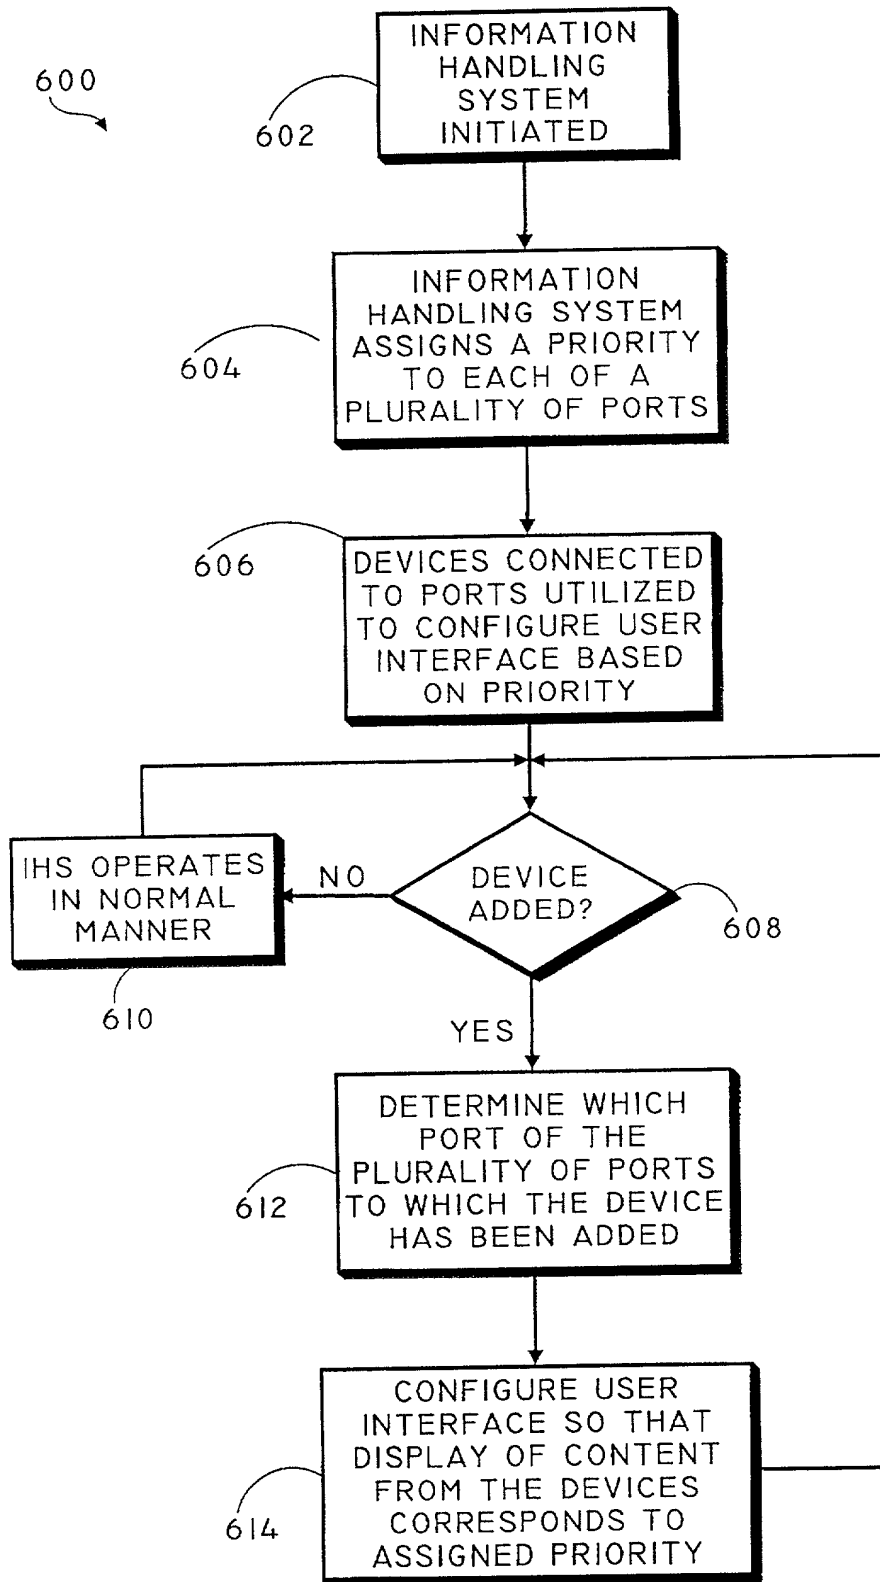 600
INFORMATION
HANDLING
SYSTEM
INITIATED
602
INFORMATION
HANDLING SYSTEM
ASSIGNS A PRIORITY
TO EACH OF A
PLURALITY OF PORTS
604
DEVICES CONNECTED
TO PORTS UTILIZED
TO CONFIGURE USER
INTERFACE BASED
ON PRIORITY
606
DEVICE
ADDED?
608
NO
IHS OPERATES
IN NORMAL
MANNER
610
YES
DETERMINE WHICH
PORT OF THE
PLURALITY OF PORTS
TO WHICH THE DEVICE
HAS BEEN ADDED
612
CONFIGURE USER
INTERFACE SO THAT
DISPLAY OF CONTENT
FROM THE DEVICES
CORRESPONDS TO
ASSIGNED PRIORITY
614